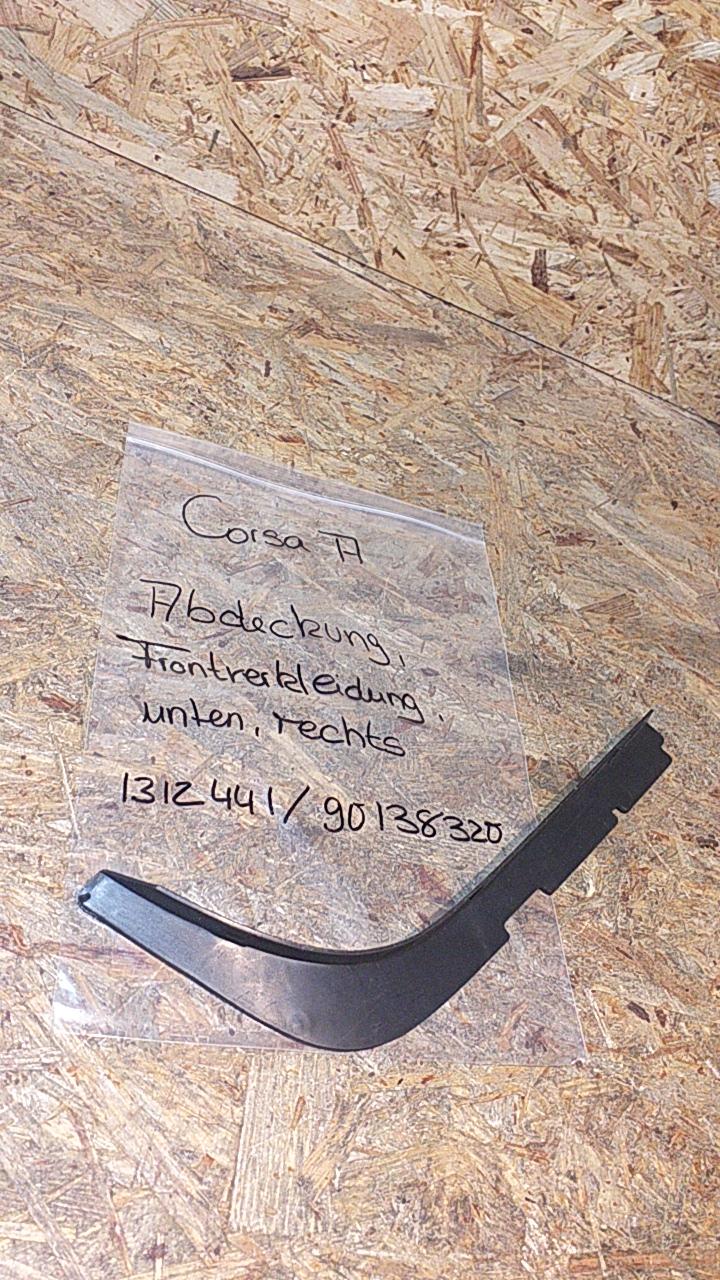 Corsa A
Abdeckung,
Frontverkleidung,
unten, rechts
1312441/90138320